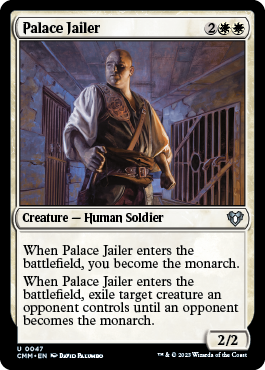 Palace Jailer 2
Creature — Human Soldier
When Palace Jailer enters the
battlefield, you become the monarch.
When Palace Jailer enters the
battlefield, exile target creature an
opponent controls until an opponent
becomes the monarch.
2/2
U 0047
CMM • EN DAVID PALUMBO
™ & © 2023 Wizards of the Coast